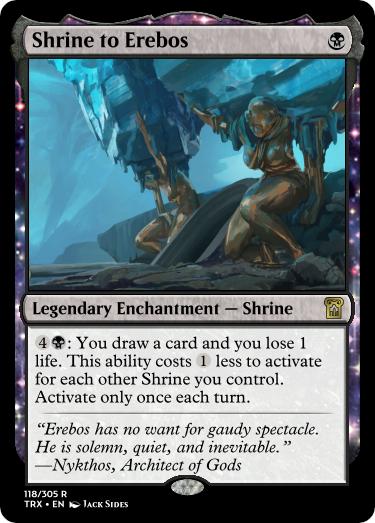 Shrine to Erebos
Legendary Enchantment — Shrine
4: You draw a card and you lose 1
life. This ability costs 1 less to activate
for each other Shrine you control.
Activate only once each turn.
“Erebos has no want for gaudy spectacle.
He is solemn, quiet, and inevitable.”
—Nykthos, Architect of Gods
118/305 R
TRX • EN Jack Sides